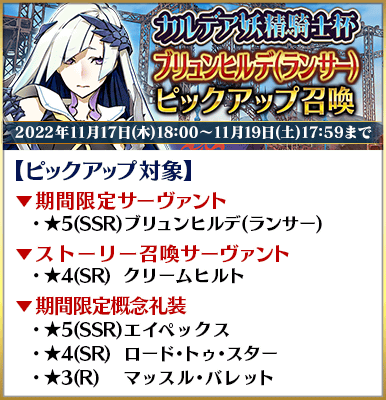 カルデア妖精騎士杯
ブリュンヒルデ(ランサー)
ピックアップ召喚
2022年11月17日(木)18:00～11月19日(土)17:59まで
【ピックアップ対象】
▼期間限定サーヴァント
・★5(SSR)ブリュンヒルデ(ランサー)
▼ストーリー召喚サーヴァント
・★4(SR) クリームヒルト
▼期間限定概念礼装
・★5(SSR)エイペックス
・★4(SR) ロード・トゥ・スター
・★3(R) マッスル・バレット